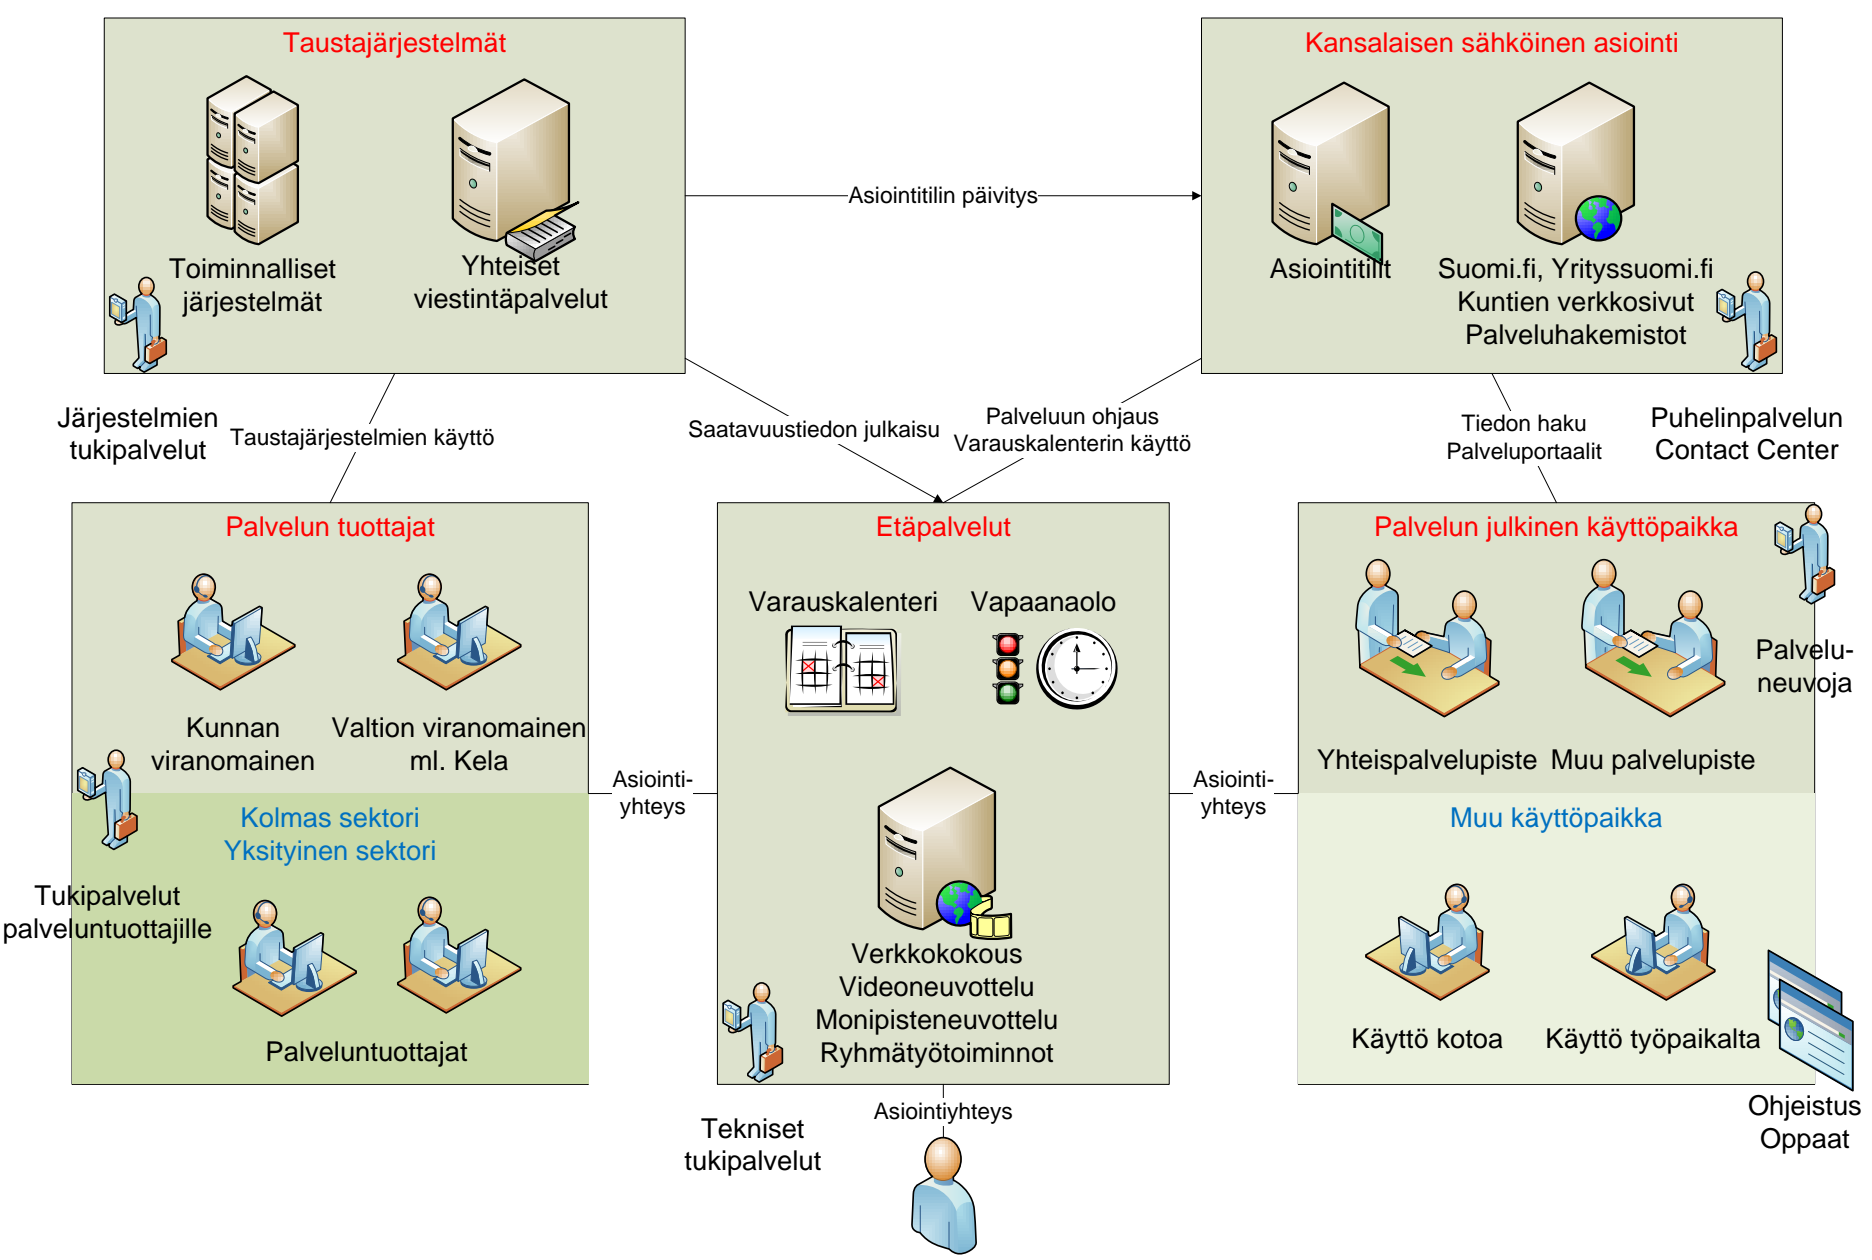 Taustajärjestelmät
Toiminnalliset
järjestelmät
Yhteiset
viestintäpalvelut
Asiointitilin päivitys
Kansalaisen sähköinen asiointi
Asiointitilit
Suomi.fi, Yrityssuomi.fi
Kuntien verkkosivut
Palveluhakemistot
Järjestelmien
tukipalvelut
Taustajärjestelmien käyttö
Saatavuustiedon julkaisu
Palveluun ohjaus
Varauskalenterin käyttö
Tiedon haku
Palveluportaalit
Puhelinpalvelun
Contact Center
Palvelun tuottajat
Kunnan
viranomainen
Valtion viranomainen
ml. Kela
Kolmas sektori
Yksityinen sektori
Tukipalvelut
palveluntuottajille
Palveluntuottajat
Asiointi-
yhteys
Etäpalvelut
Varauskalenteri
Vapaanaolo
Verkkokokous
Videoneuvottelu
Monipisteneuvottelu
Ryhmätyötoiminnot
Asiointi-
yhteys
Palvelun julkinen käyttöpaikka
Palvelu-
neuvoja
Yhteispalvelupiste
Muu palvelupiste
Muu käyttöpaikka
Käyttö kotoa
Käyttö työpaikalta
Ohjeistus
Oppaat
Tekniset
tukipalvelut
Asiointiyhteys